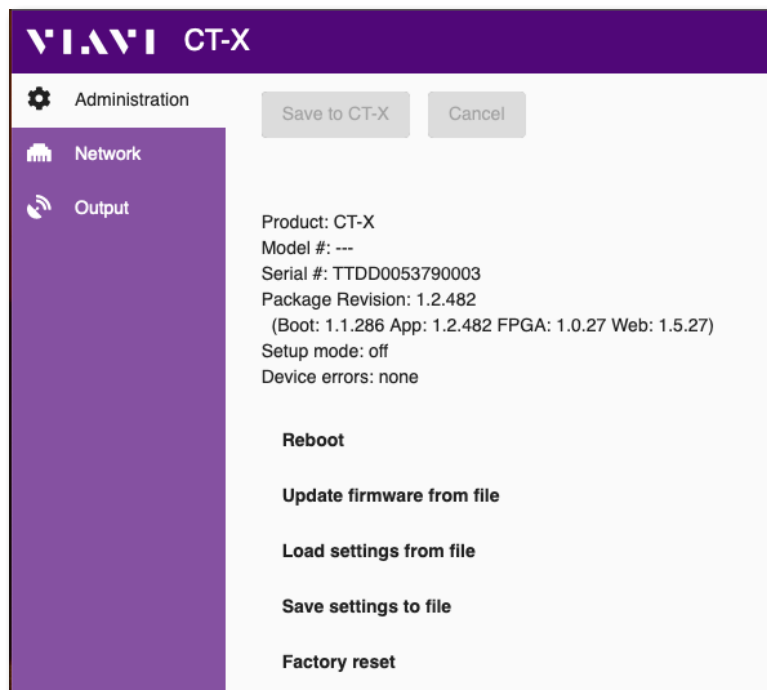 VIAVI CT-X
Administration
Network
Output
Save to CT-X
Cancel
Product: CT-X
Model #: ---
Serial #: TTDD0053790003
Package Revision: 1.2.482
(Boot: 1.1.286 App: 1.2.482 FPGA: 1.0.27 Web: 1.5.27)
Setup mode: off
Device errors: none
Reboot
Update firmware from file
Load settings from file
Save settings to file
Factory reset